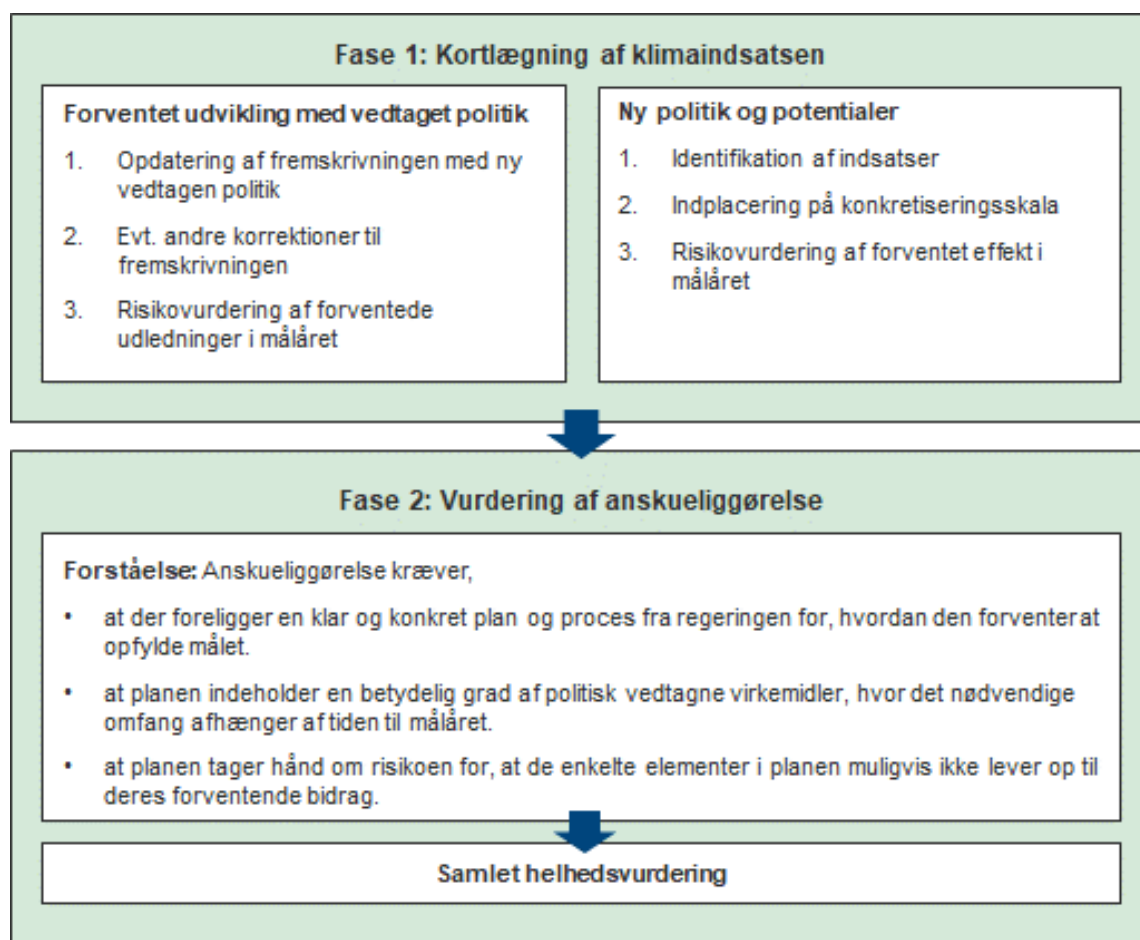 Fase 1: Kortlægning af klimaindsatsen
Forventet udvikling med vedtaget politik
1. Opdatering af fremskrivningen med ny
vedtagen politik
2. Evt. andre korrektioner til
fremskrivningen
3. Risikovurdering af forventede
udledninger i målåret
Ny politik og potentialer
1. Identifikation af indsatser
2. Indplacering på konkretiseringsskala
3. Risikovurdering af forventet effekt i
målåret
Fase 2: Vurdering af anskueliggørelse
Forståelse: Anskueliggørelse kræver,
• at der foreligger en klar og konkret plan og proces fra regeringen for, hvordan den forventer at
opfylde målet.
• at planen indeholder en betydelig grad af politisk vedtagne virkemidler, hvor det nødvendige
omfang afhænger af tiden til målåret.
• at planen tager hånd om risikoen for, at de enkelte elementer i planen muligvis ikke lever op til
deres forventende bidrag.
Samlet helhedsvurdering